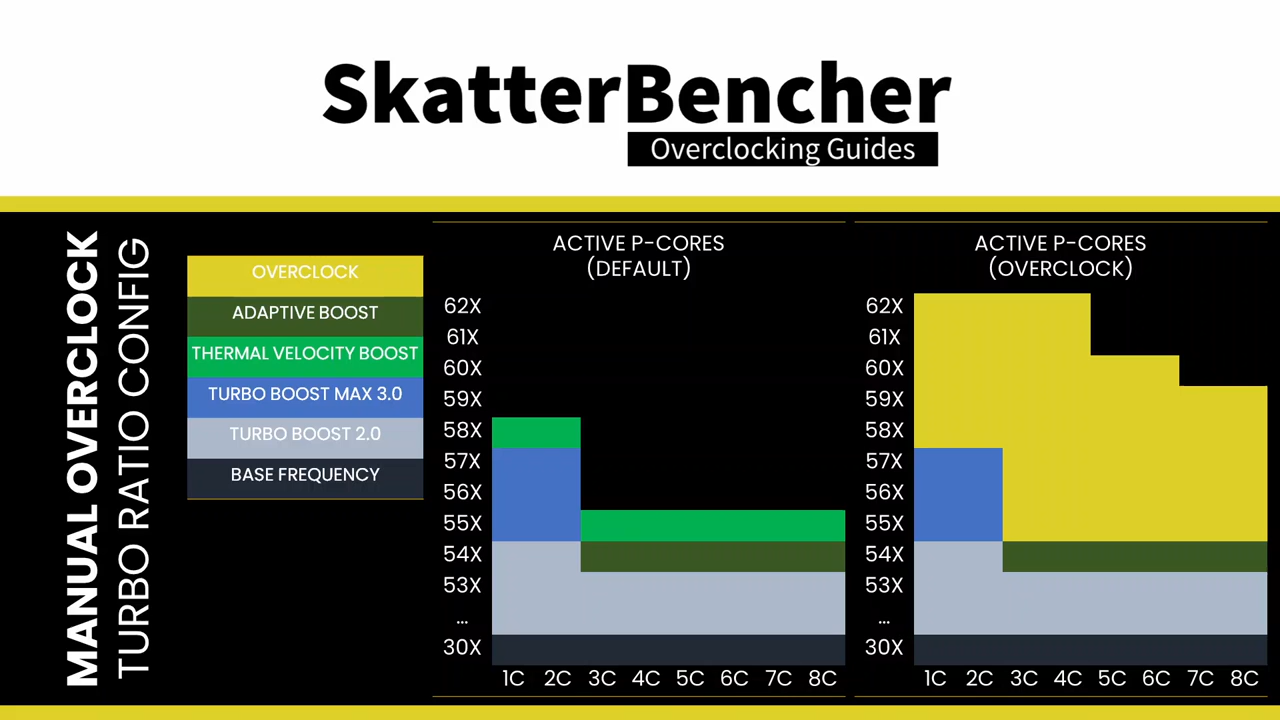 SkatterBencher
Overclocking Guides
MANUAL OVERCLOCK
TURBO RATIO CONFIG
OVERCLOCK
ADAPTIVE BOOST
THERMAL VELOCITY BOOST
TURBO BOOST MAX 3.0
TURBO BOOST 2.0
BASE FREQUENCY
ACTIVE P-CORES
(DEFAULT)
62X
61X
60X
59X
58X
57X
56X
55X
54X
53X
...
30X
1C 2C 3C 4C 5C 6C 7C 8C
ACTIVE P-CORES
(OVERCLOCK)
62X
61X
60X
59X
58X
57X
56X
55X
54X
53X
...
30X
1C 2C 3C 4C 5C 6C 7C 8C